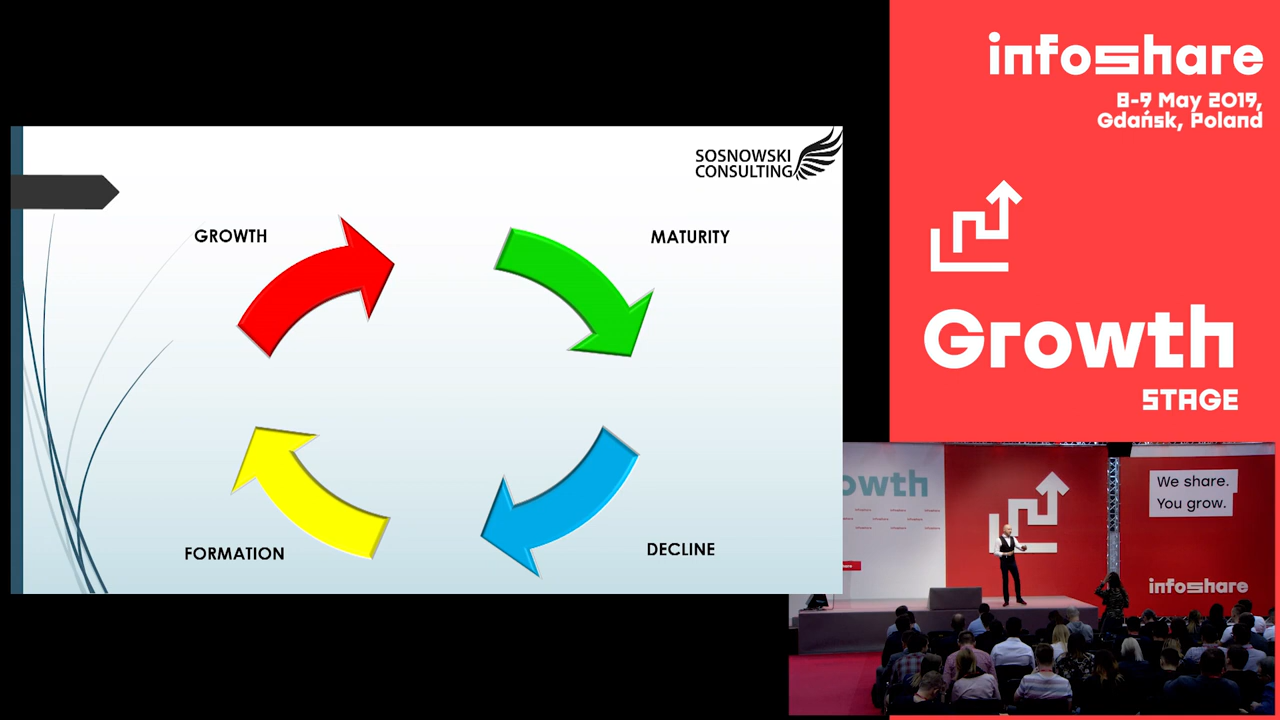 SOSNOWSKI
CONSULTING
GROWTH
MATURITY
FORMATION
DECLINE
infoshare
8-9 May 2019,
Gdańsk, Poland
Growth
STAGE
owth
We share.
You grow.
infoshare